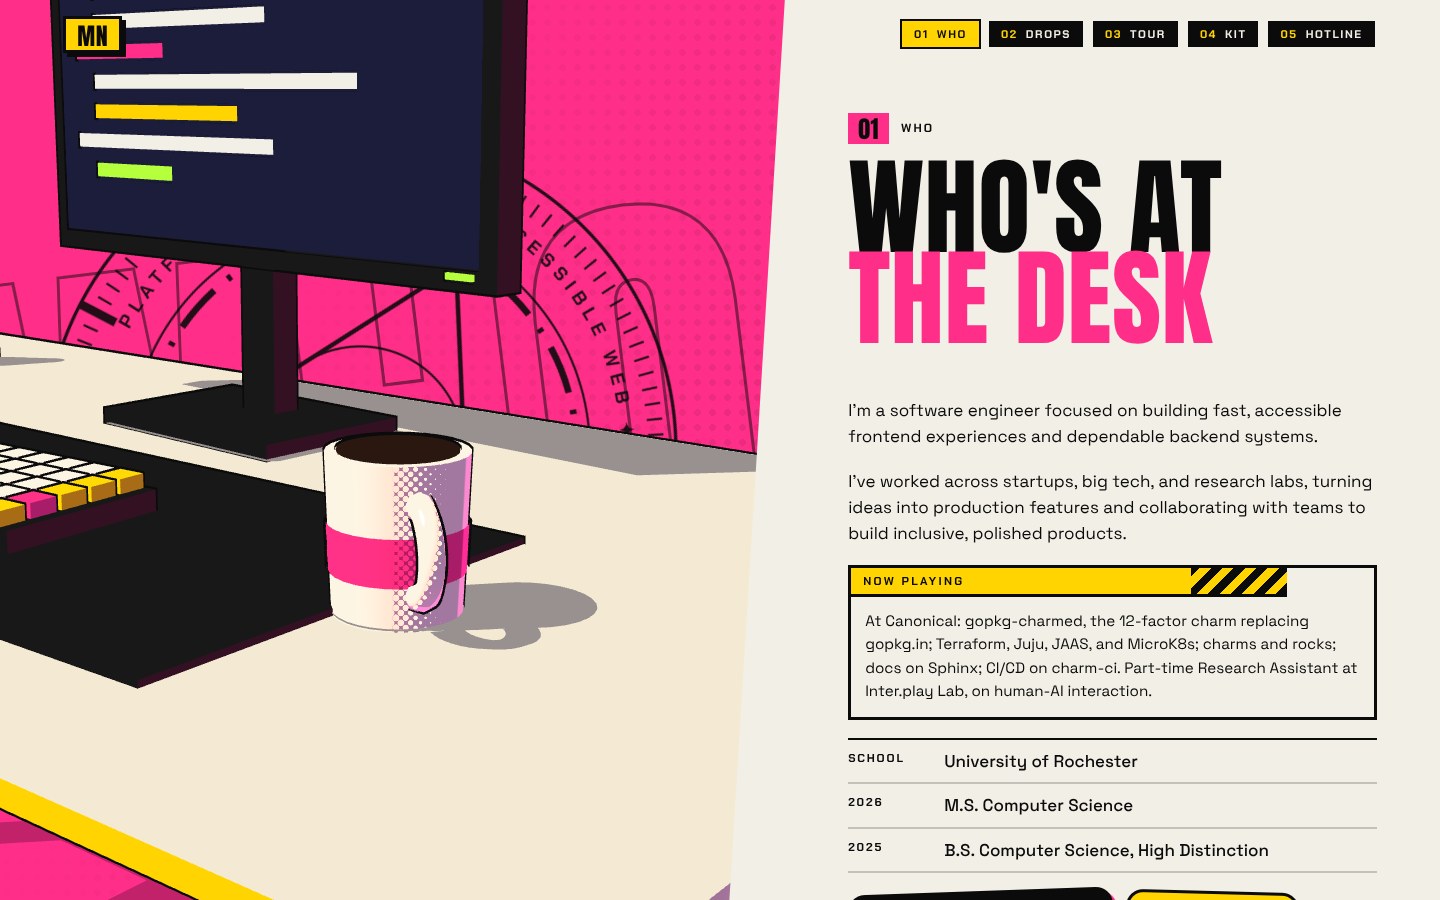 MN
01 WHO
02 DROPS
03 TOUR
04 KIT
05 HOTLINE
01 WHO
WHO'S AT
THE DESK
I'm a software engineer focused on building fast, accessible
frontend experiences and dependable backend systems.
I've worked across startups, big tech, and research labs, turning
ideas into production features and collaborating with teams to
build inclusive, polished products.
NOW PLAYING
At Canonical: gopkg-charmed, the 12-factor charm replacing
gopkg.in; Terraform, Juju, JAAS, and MicroK8s; charms and rocks;
docs on Sphinx; CI/CD on charm-ci. Part-time Research Assistant at
Inter.play Lab, on human-AI interaction.
SCHOOL University of Rochester
2026 M.S. Computer Science
2025 B.S. Computer Science, High Distinction
WEB